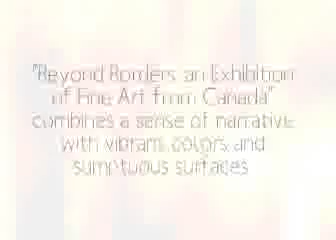 "Beyond Borders: an Exhibition
of Fine Art from Canada"
combines a sense of narrative
with vibrant colors and
sumptuous surfaces